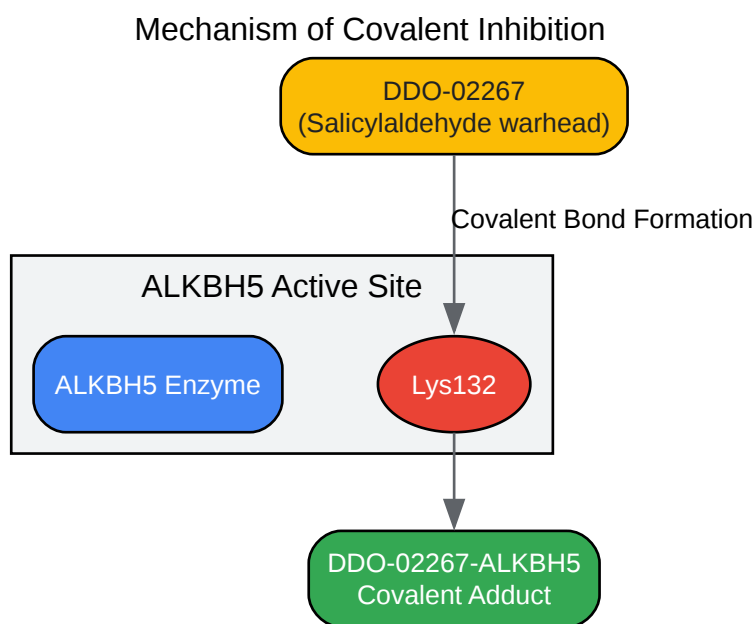 Mechanism of Covalent Inhibition
DDO-02267
(Salicylaldehyde warhead)
Covalent Bond Formation
ALKBH5 Active Site
ALKBH5 Enzyme
Lys132
DDO-02267-ALKBH5
Covalent Adduct